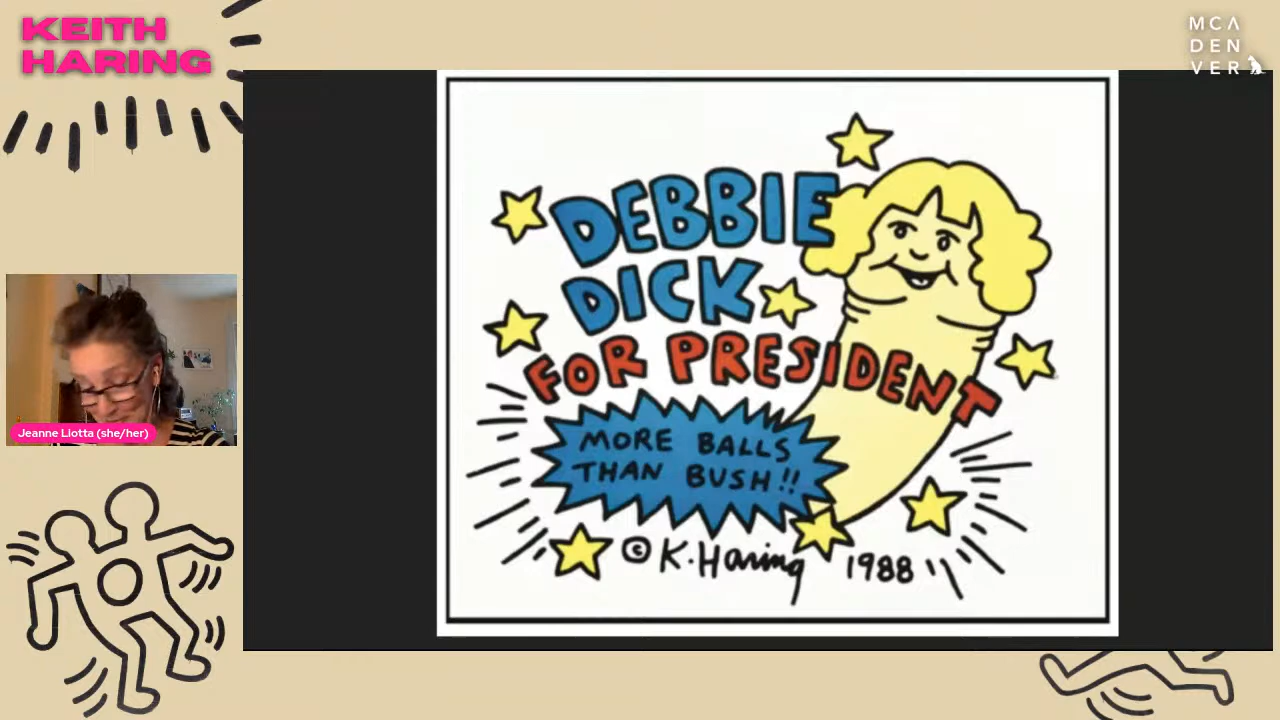 KEITH
HARING
MCA
DEN
VER
DEBBIE
DICK
FOR PRESIDENT
MORE BALLS
THAN BUSH!!
© K. Haring 1988
Jeanne Liotta (she/her)